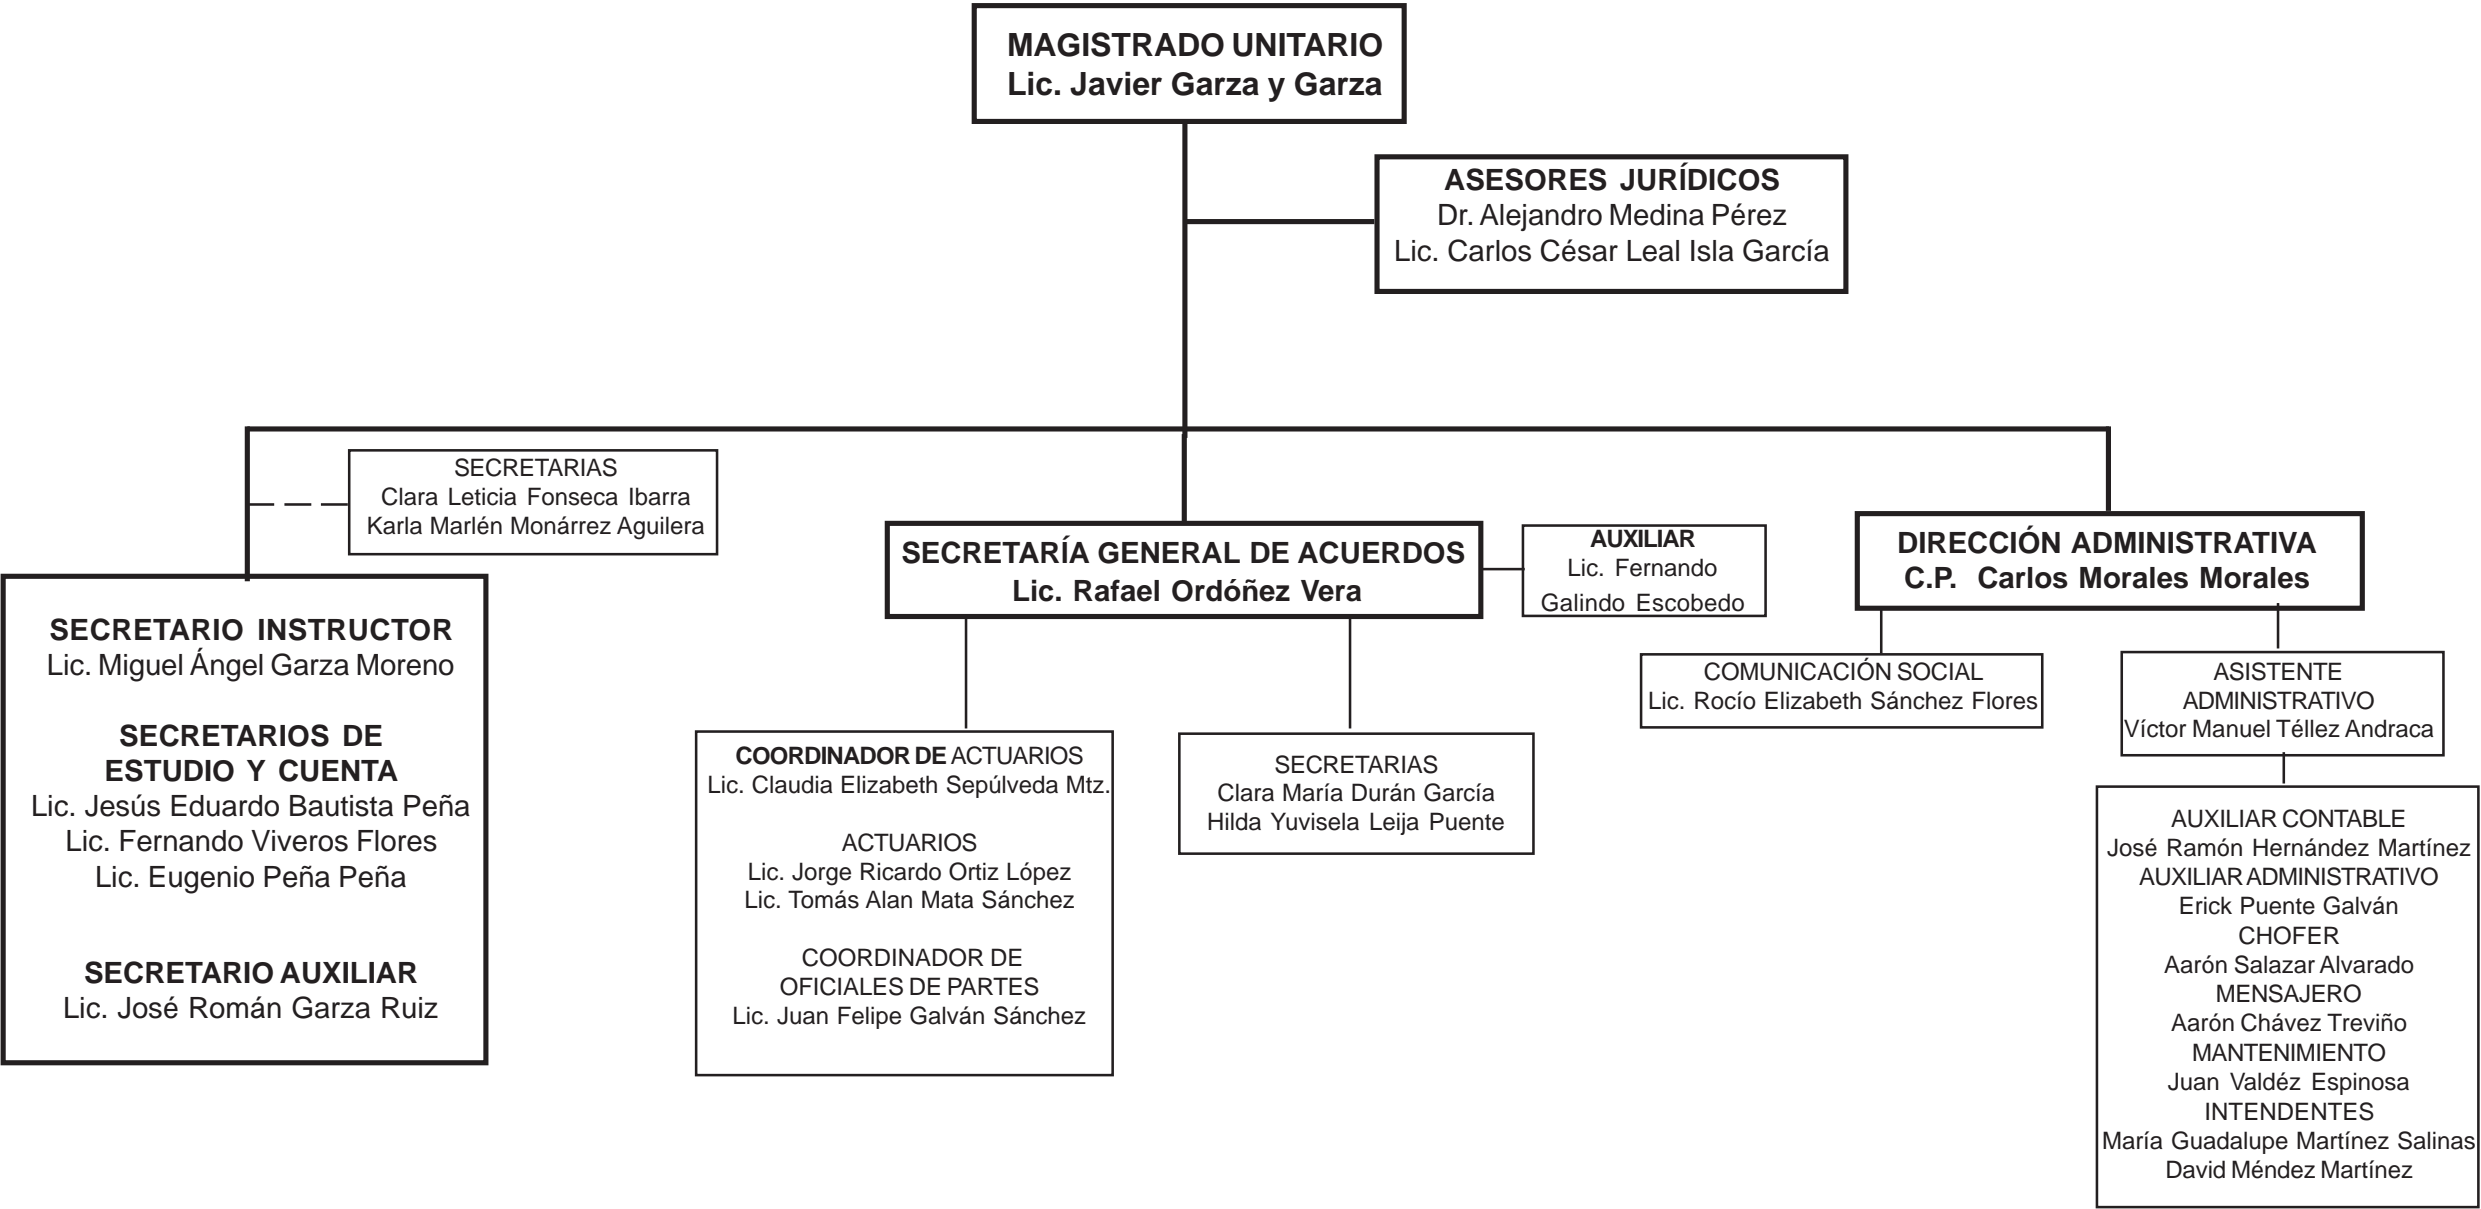 MAGISTRADO UNITARIO
Lic. Javier Garza y Garza
ASESORES JURÍDICOS
Dr. Alejandro Medina Pérez
Lic. Carlos César Leal Isla García
SECRETARIAS
Clara Leticia Fonseca Ibarra
Karla Marlén Monárrez Aguilera
SECRETARIO INSTRUCTOR
Lic. Miguel Ángel Garza Moreno
SECRETARIOS DE
ESTUDIO Y CUENTA
Lic. Jesús Eduardo Bautista Peña
Lic. Fernando Viveros Flores
Lic. Eugenio Peña Peña
SECRETARIO AUXILIAR
Lic. José Román Garza Ruiz
SECRETARÍA GENERAL DE ACUERDOS
Lic. Rafael Ordóñez Vera
AUXILIAR
Lic. Fernando
Galindo Escobedo
COORDINADOR DE ACTUARIOS
Lic. Claudia Elizabeth Sepúlveda Mtz.
ACTUARIOS
Lic. Jorge Ricardo Ortiz López
Lic. Tomás Alan Mata Sánchez
COORDINADOR DE
OFICIALES DE PARTES
Lic. Juan Felipe Galván Sánchez
SECRETARIAS
Clara María Durán García
Hilda Yuvisela Leija Puente
DIRECCIÓN ADMINISTRATIVA
C.P. Carlos Morales Morales
COMUNICACIÓN SOCIAL
Lic. Rocío Elizabeth Sánchez Flores
ASISTENTE
ADMINISTRATIVO
Víctor Manuel Téllez Andraca
AUXILIAR CONTABLE
José Ramón Hernández Martínez
AUXILIAR ADMINISTRATIVO
Erick Puente Galván
CHOFER
Aarón Salazar Alvarado
MENSAJERO
Aarón Chávez Treviño
MANTENIMIENTO
Juan Valdéz Espinosa
INTENDENTES
María Guadalupe Martínez Salinas
David Méndez Martínez